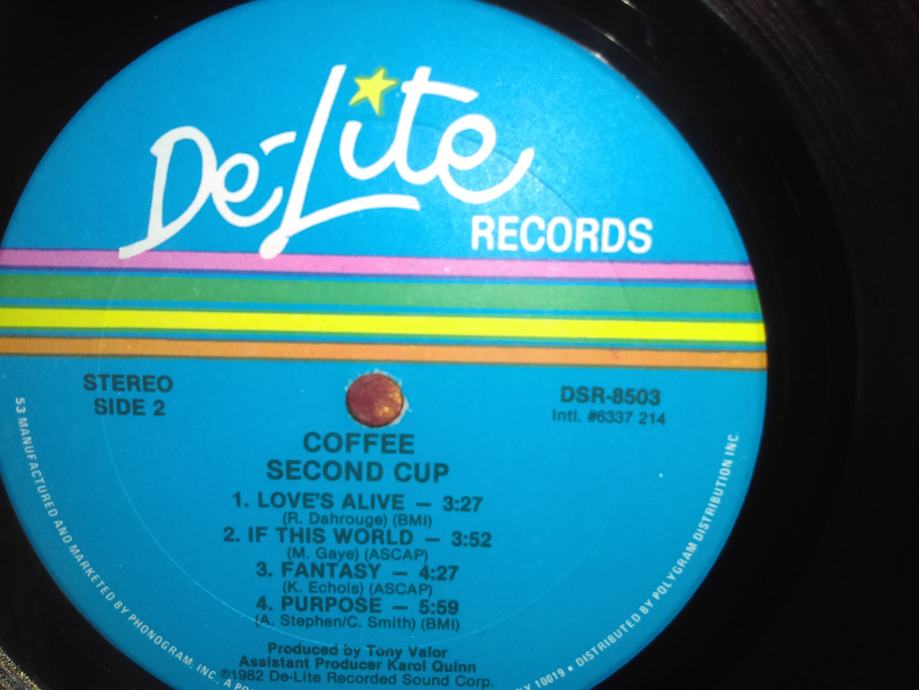 De-Lite
RECORDS
STEREO
SIDE 2
DSR-8503
Intl. #6337 214
COFFEE
SECOND CUP
1. LOVE'S ALIVE — 3:27
(R. Dahrouge) (BMI)
2. IF THIS WORLD — 3:52
(M. Gaye) (ASCAP)
3. FANTASY — 4:27
(K. Echols) (ASCAP)
4. PURPOSE — 5:59
(A. Stephen/C. Smith) (BMI)
Produced by Tony Valor
Assistant Producer Karol Quinn
℗1982 De-Lite Recorded Sound Corp.
53 MANUFACTURED AND MARKETED BY PHONOGRAM, INC. A
10019 • DISTRIBUTED BY POLYGRAM DISTRIBUTION INC.